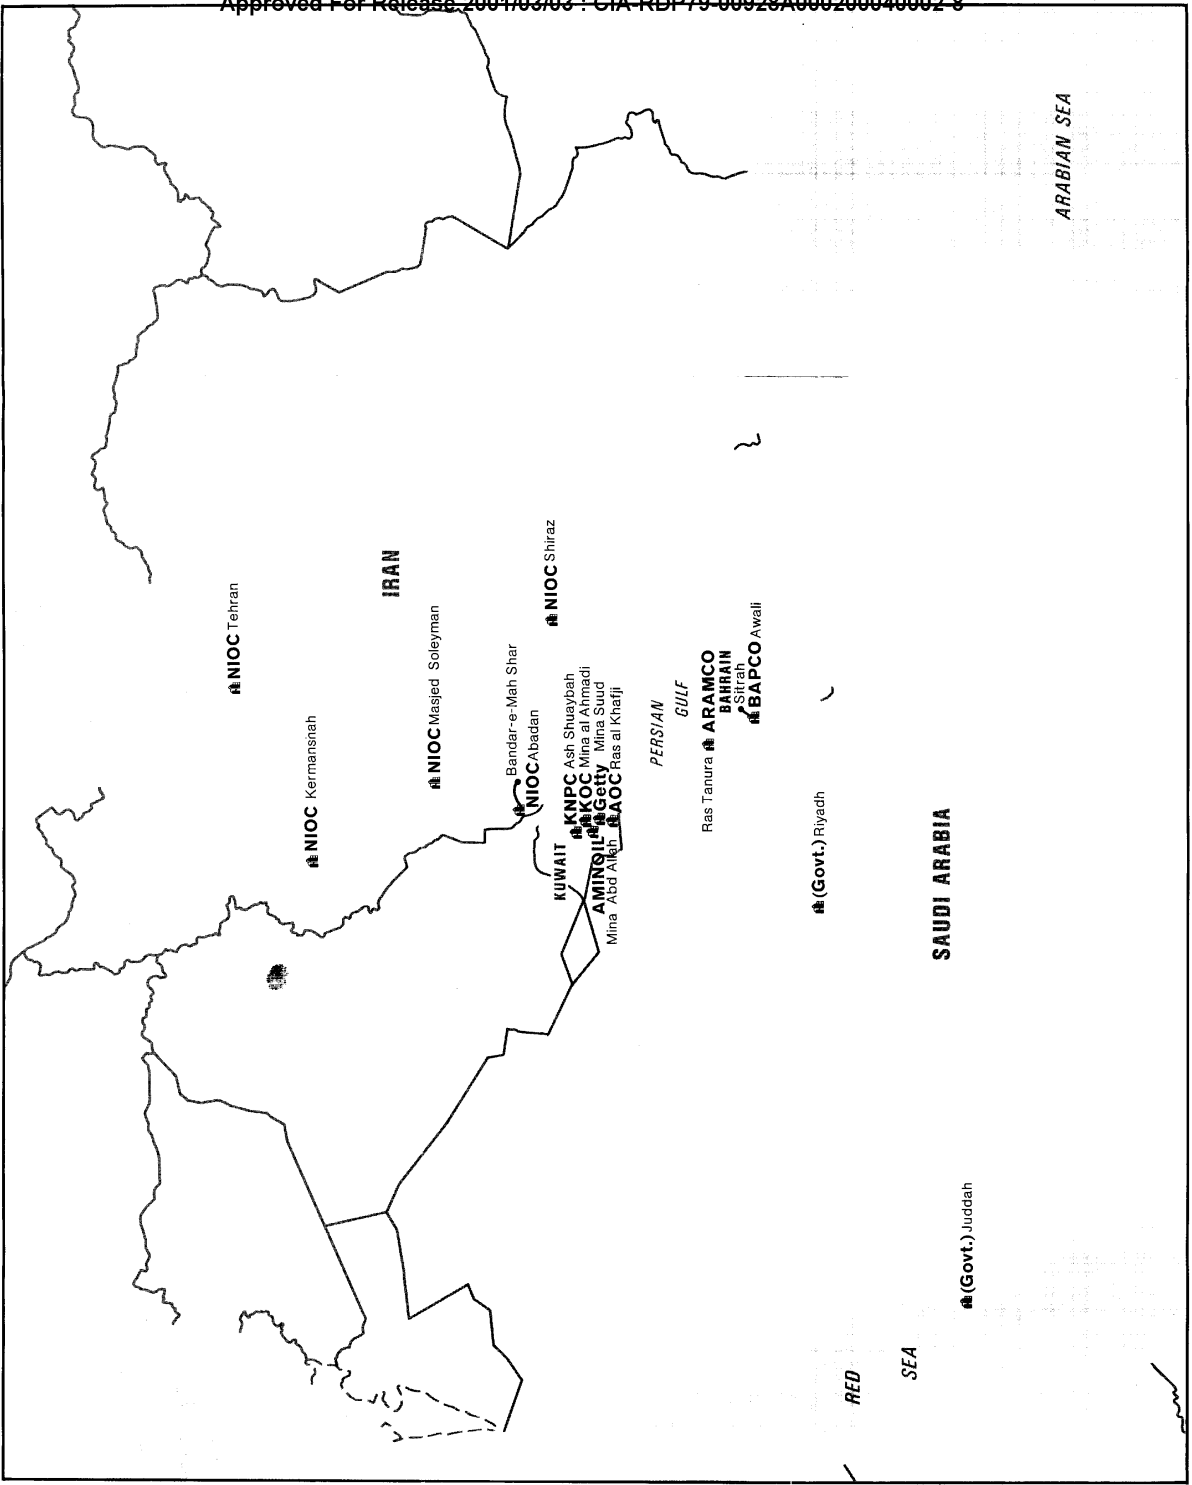 Approved For Release 2001/03/03 : CIA-RDP79-00928A000200040002-8
NIOC Tehran
NIOC Kermansnah
IRAN
NIOC Masjed Soleyman
Bandar-e-Mah Shar
NIOC Abadan
NIOC Shiraz
KUWAIT
KNPC Ash Shuaybah
KOC Mina al Ahmadi
Getty Mina Suud
AMINOIL
Mina Abd Allah
AOC Ras al Khafji
PERSIAN
GULF
Ras Tanura ARAMCO
BAHRAIN
Sitrah
BAPCO Awali
(Govt.) Riyadh
SAUDI ARABIA
(Govt.) Juddah
RED
SEA
ARABIAN SEA